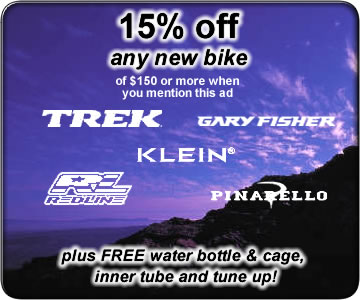 15% off
any new bike
of $150 or more when
you mention this ad
TREK
GARY FISHER
KLEIN®
RL
REDLINE
PINARELLO
plus FREE water bottle & cage,
inner tube and tune up!